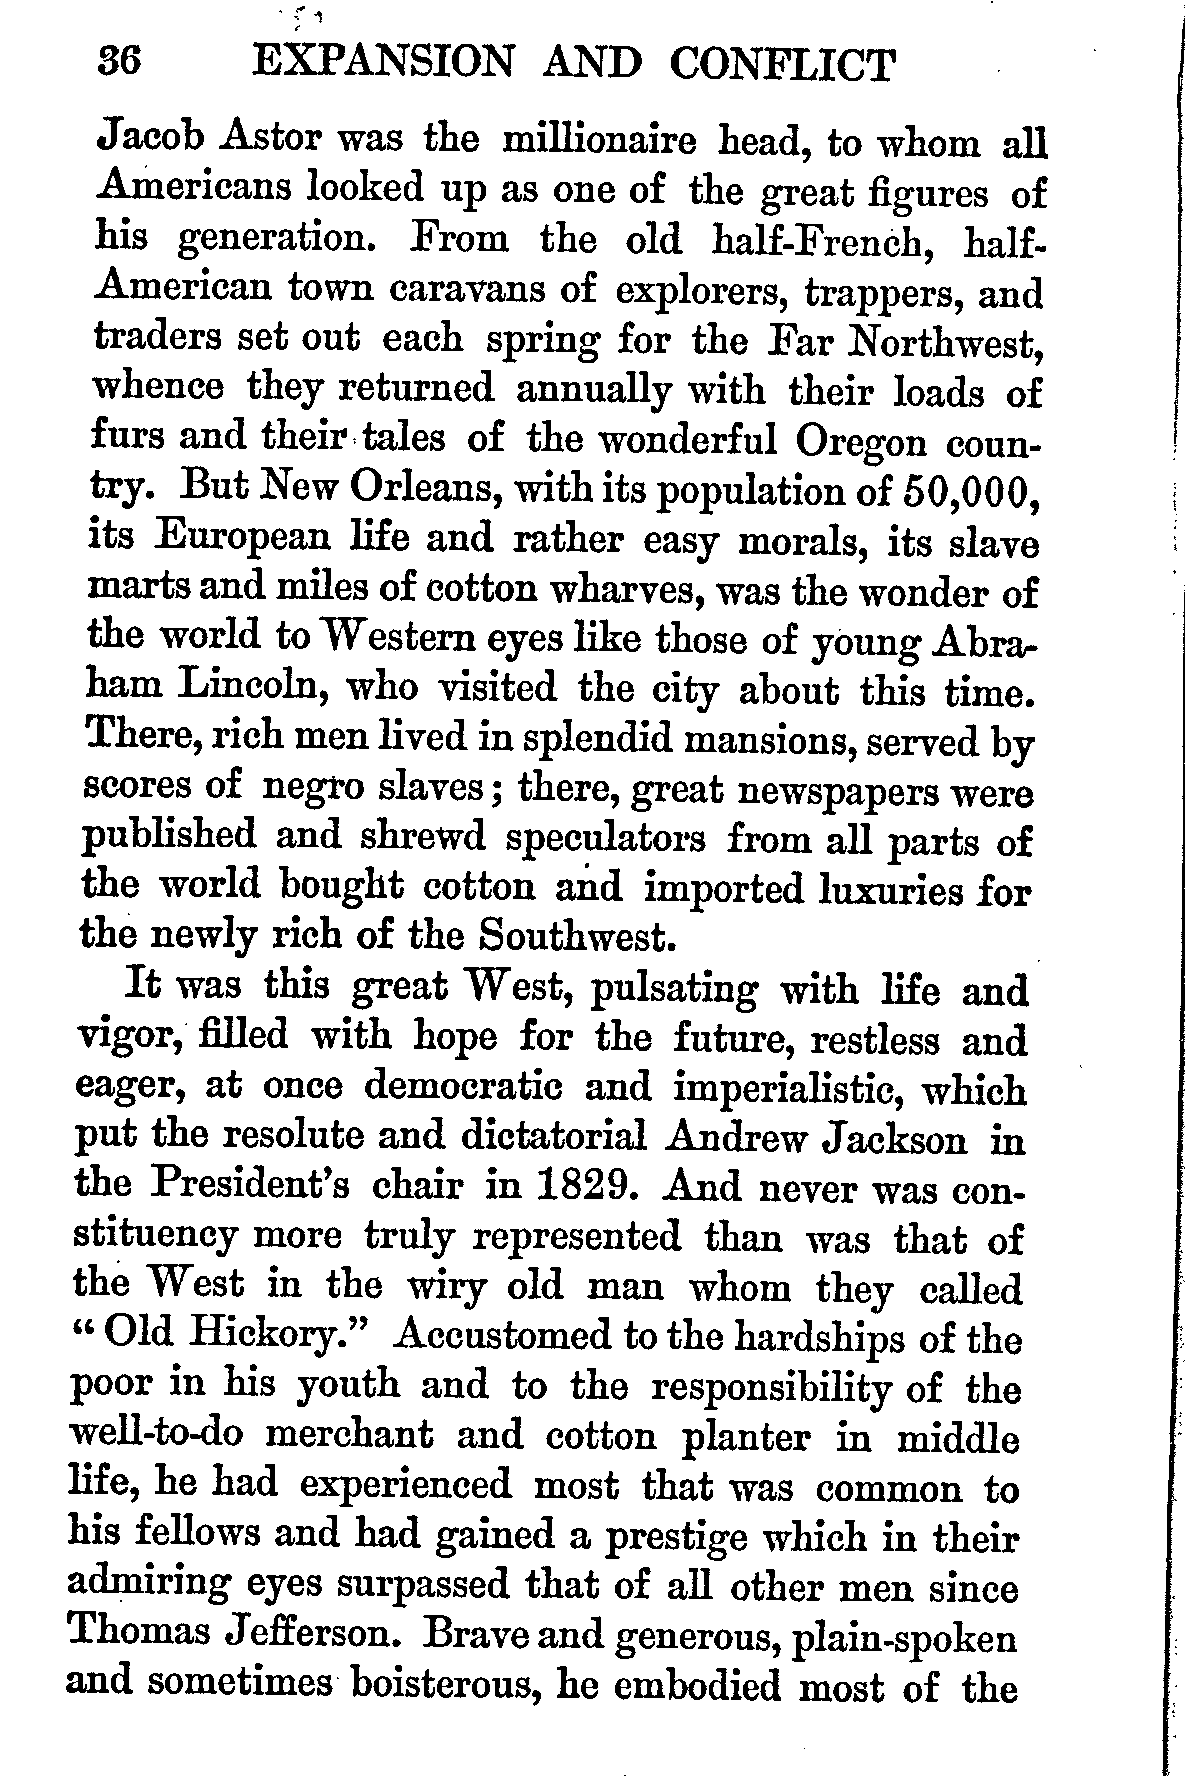 36 EXPANSION AND CONFLICT
Jacob Astor was the millionaire head, to whom all
Americans looked up as one of the great figures of
his generation. From the old half-French, half-
American town caravans of explorers, trappers, and
traders set out each spring for the Far Northwest,
whence they returned annually with their loads of
furs and their tales of the wonderful Oregon coun-
try. But New Orleans, with its population of 50,000,
its European life and rather easy morals, its slave
marts and miles of cotton wharves, was the wonder of
the world to Western eyes like those of young Abra-
ham Lincoln, who visited the city about this time.
There, rich men lived in splendid mansions, served by
scores of negro slaves; there, great newspapers were
published and shrewd speculators from all parts of
the world bought cotton and imported luxuries for
the newly rich of the Southwest.
It was this great West, pulsating with life and
vigor, filled with hope for the future, restless and
eager, at once democratic and imperialistic, which
put the resolute and dictatorial Andrew Jackson in
the President's chair in 1829. And never was con-
stituency more truly represented than was that of
the West in the wiry old man whom they called
"Old Hickory." Accustomed to the hardships of the
poor in his youth and to the responsibility of the
well-to-do merchant and cotton planter in middle
life, he had experienced most that was common to
his fellows and had gained a prestige which in their
admiring eyes surpassed that of all other men since
Thomas Jefferson. Brave and generous, plain-spoken
and sometimes boisterous, he embodied most of the